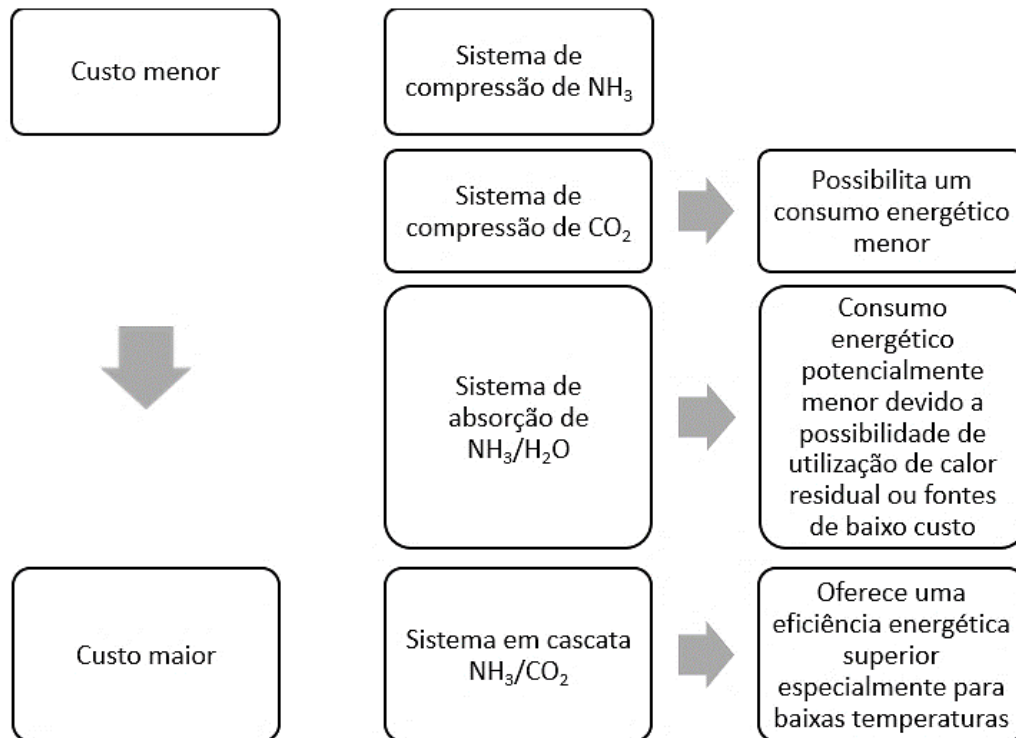 Custo menor
Sistema de
compressão de NH₃
Sistema de
compressão de CO₂
Possibilita um
consumo energético
menor
Sistema de
absorção de
NH₃/H₂O
Consumo
energético
potencialmente
menor devido a
possibilidade de
utilização de calor
residual ou fontes
de baixo custo
Custo maior
Sistema em cascata
NH₃/CO₂
Oferece uma
eficiência energética
superior
especialmente para
baixas temperaturas